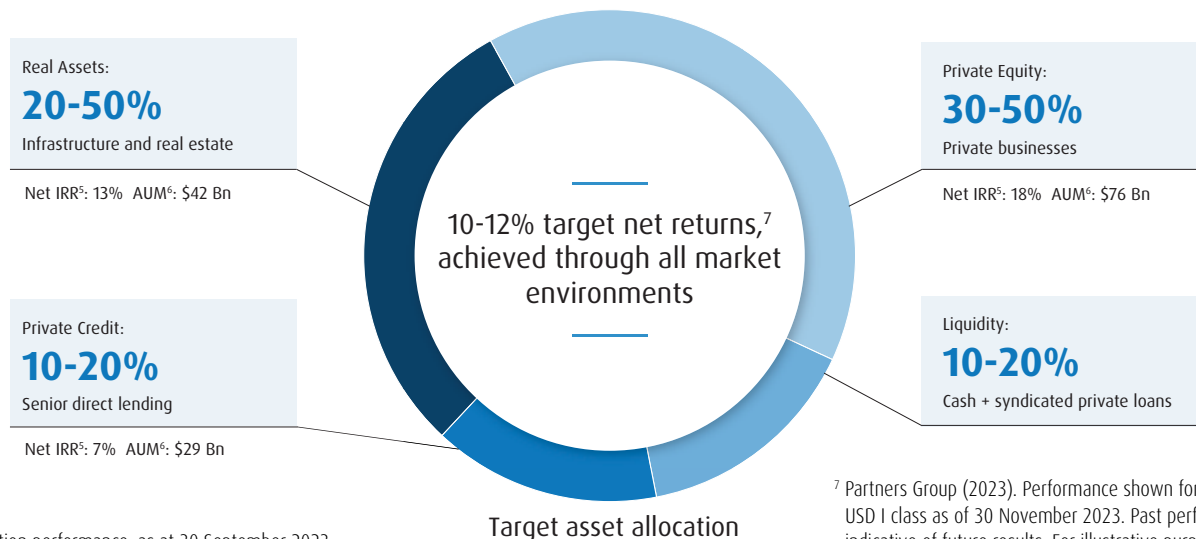 Real Assets:
20-50%
Infrastructure and real estate
Net IRR⁵: 13% AUM⁶: $42 Bn
Private Credit:
10-20%
Senior direct lending
Net IRR⁵: 7% AUM⁶: $29 Bn
10-12% target net returns,⁷
achieved through all market
environments
Target asset allocation
Private Equity:
30-50%
Private businesses
Net IRR⁵: 18% AUM⁶: $76 Bn
Liquidity:
10-20%
Cash + syndicated private loans
⁷ Partners Group (2023). Performance shown for
USD I class as of 30 November 2023. Past perf